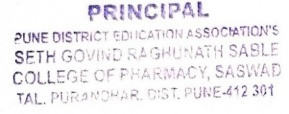 PRINCIPAL
PUNE DISTRICT EDUCATION ASSOCIATION'S
SETH GOVIND RAGHUNATH SABLE
COLLEGE OF PHARMACY, SASWAD
TAL. PURANDHAR, DIST. PUNE-412 301